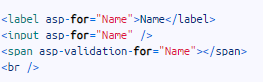 <label asp-for="Name">Name</label>
<input asp-for="Name" />
<span asp-validation-for="Name"></span>
<br />